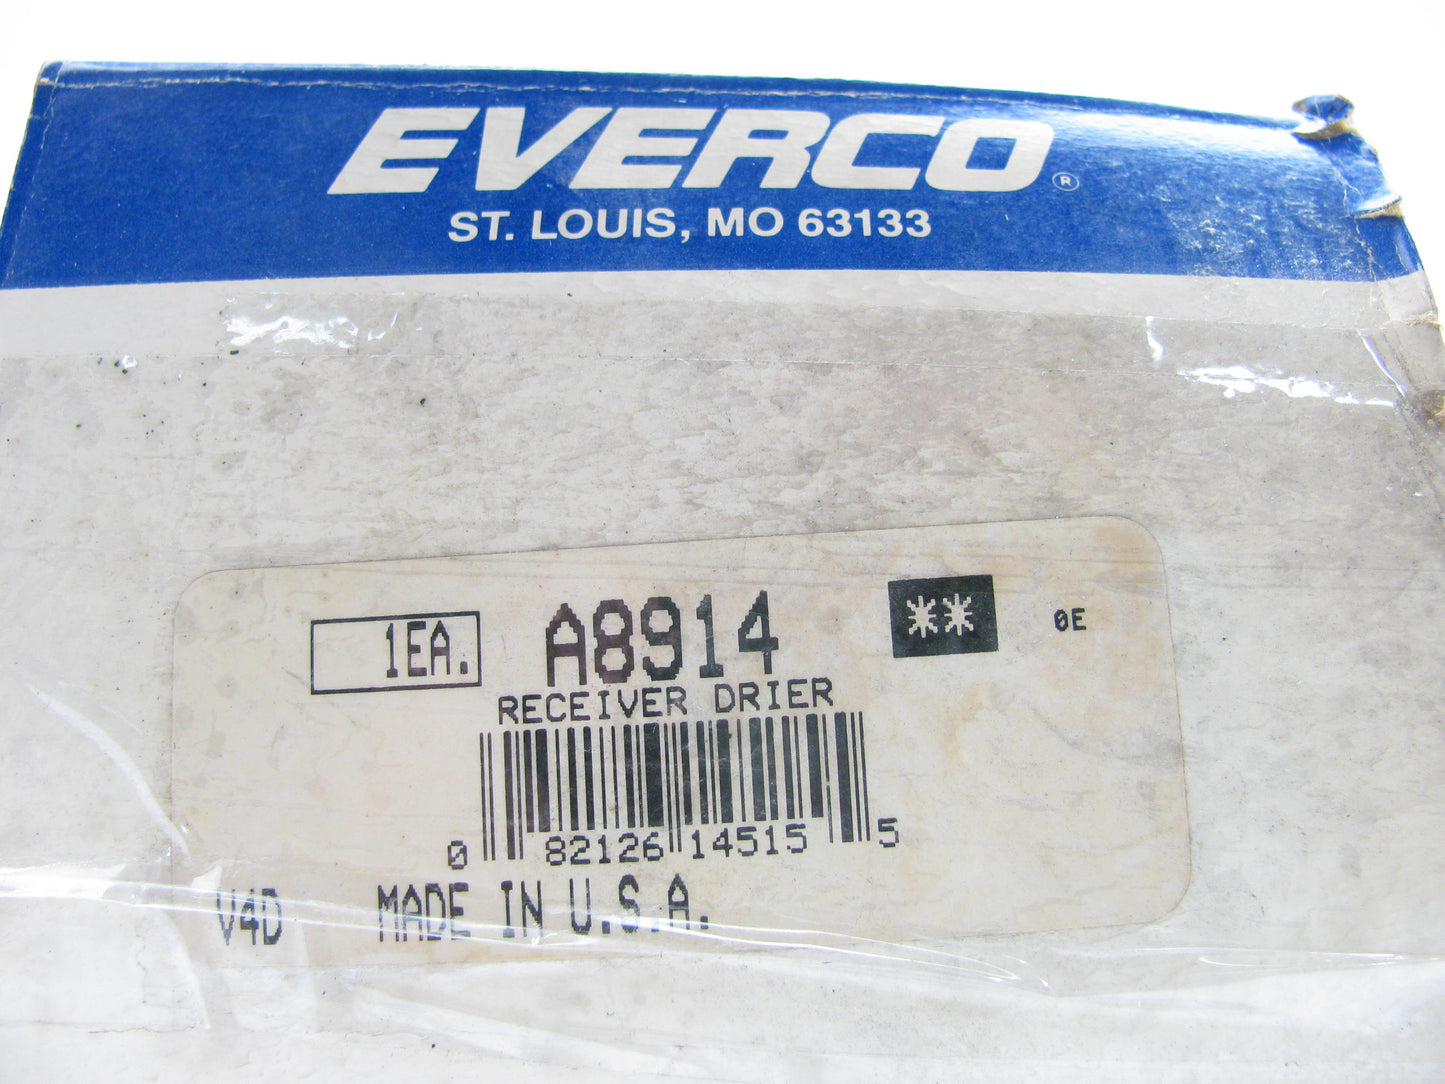 EVERCO®
ST. LOUIS, MO 63133
1EA. A8914 ** 0E
RECEIVER DRIER
0 82126 14515 5
V4D MADE IN U.S.A.